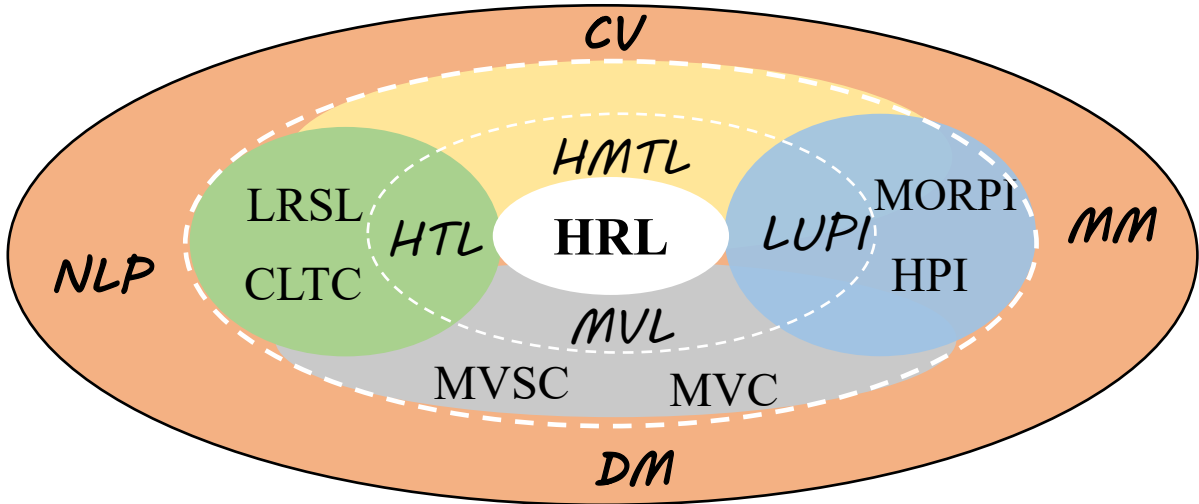 CV
HMTL
LRSL
MORPI
HTL
HRL
LUPI
MM
NLP
CLTC
HPI
MVL
MVSC
MVC
DM